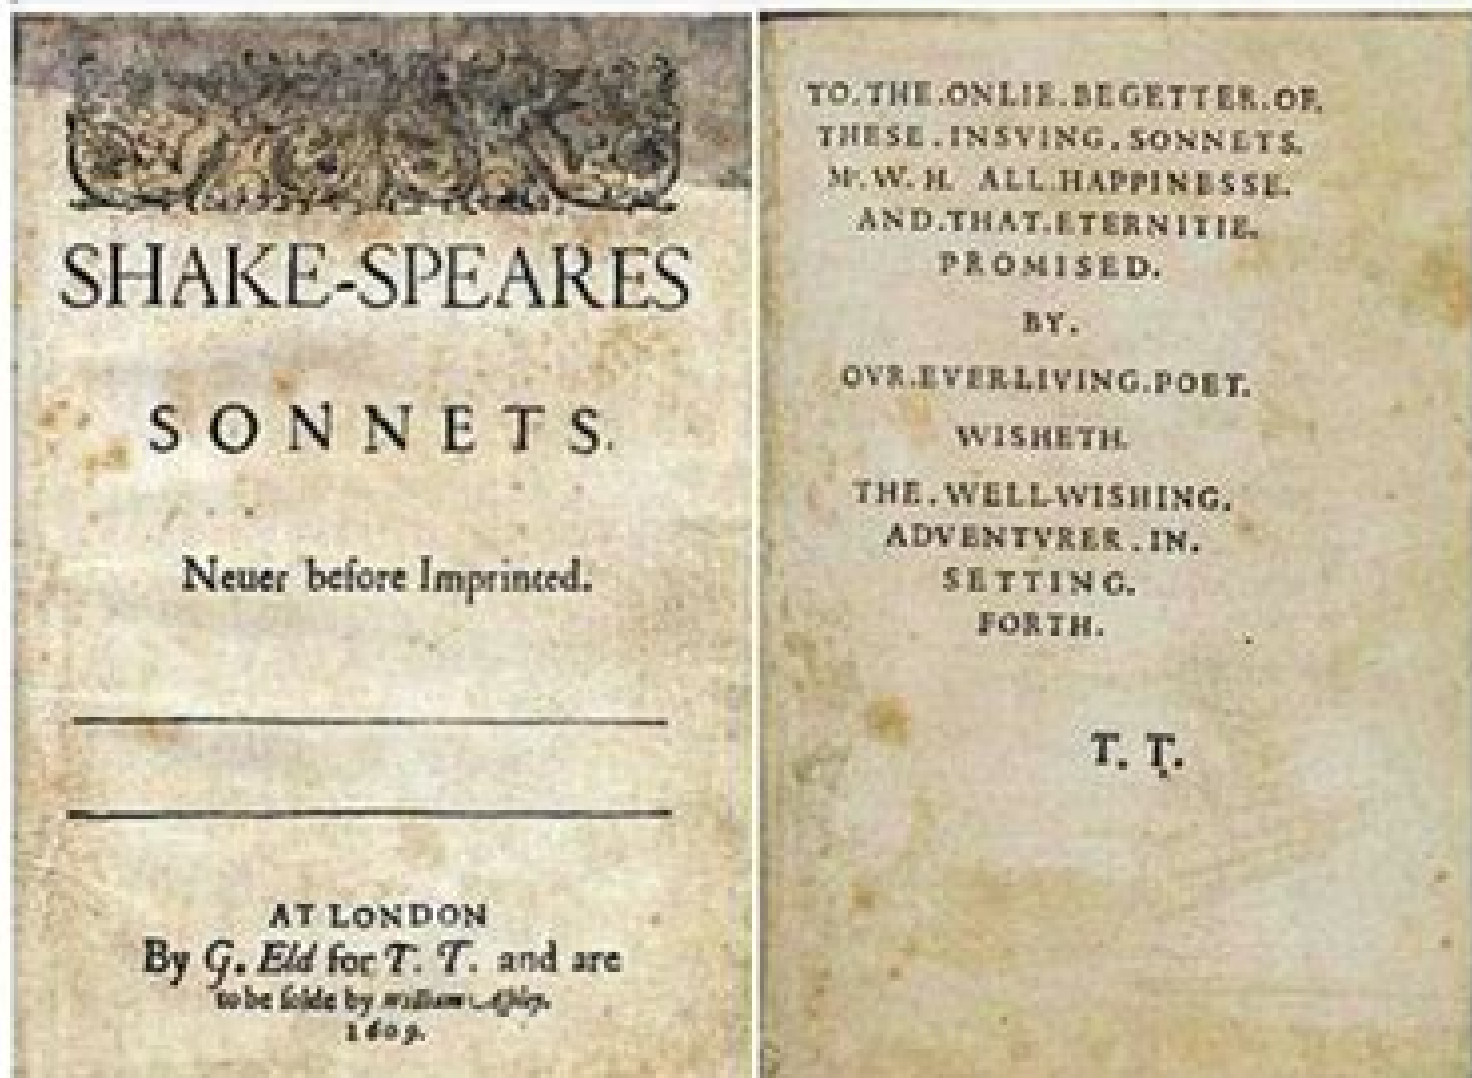 SHAKE-SPEARES
SONNETS.
Neuer before Imprinted.
AT LONDON
By G. Eld for T. T. and are
to be ſolde by William Aſpley.
1609.
TO.THE.ONLIE.BEGETTER.OF.
THESE.INSVING.SONNETS.
Mr.W.H. ALL.HAPPINESSE.
AND.THAT.ETERNITIE.
PROMISED.
BY.
OVR.EVER-LIVING.POET.
WISHETH.
THE.WELL-WISHING.
ADVENTVRER.IN.
SETTING.
FORTH.
T. T.